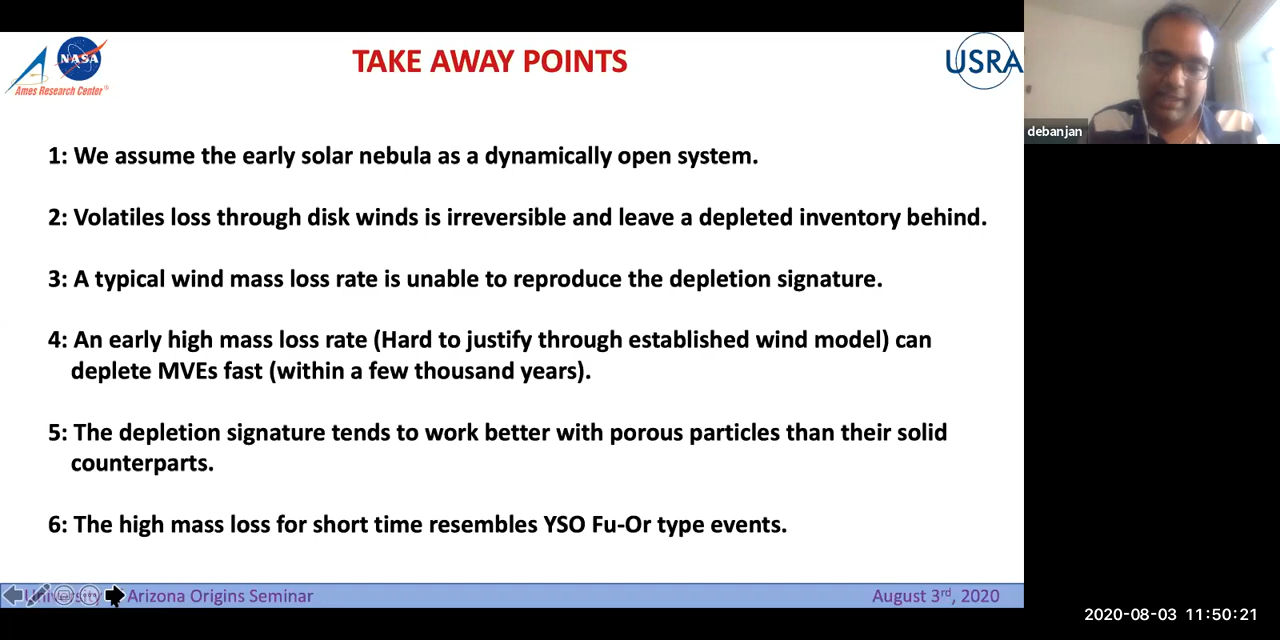 NASA
Ames Research Center
TAKE AWAY POINTS
USRA
debanjan
1: We assume the early solar nebula as a dynamically open system.
2: Volatiles loss through disk winds is irreversible and leave a depleted inventory behind.
3: A typical wind mass loss rate is unable to reproduce the depletion signature.
4: An early high mass loss rate (Hard to justify through established wind model) can
deplete MVEs fast (within a few thousand years).
5: The depletion signature tends to work better with porous particles than their solid
counterparts.
6: The high mass loss for short time resembles YSO Fu-Or type events.
Arizona Origins Seminar
August 3rd, 2020
2020-08-03 11:50:21